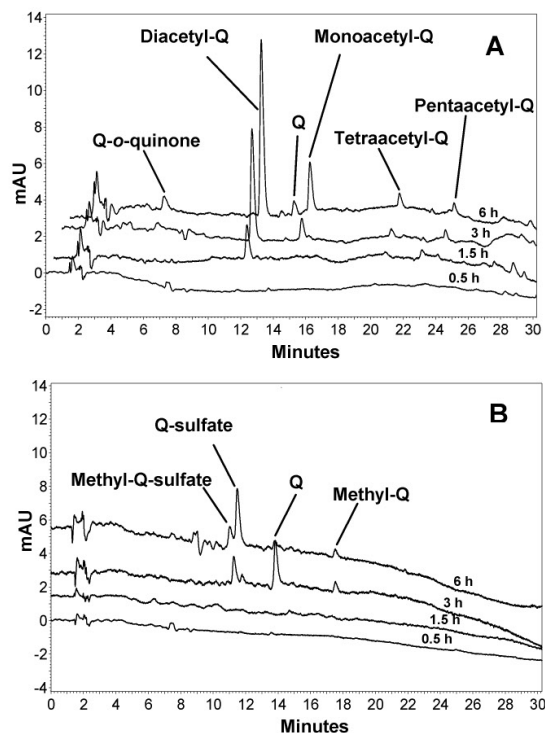 14
12
10
8
6
4
2
0
-2
mAU
A
Diacetyl-Q
Monoacetyl-Q
Pentaacetyl-Q
Q
Tetraacetyl-Q
Q-o-quinone
6 h
3 h
1.5 h
0.5 h
0 2 4 6 8 10 12 14 16 18 20 22 24 26 28 30
Minutes
14
12
10
8
6
4
2
0
-2
-4
mAU
B
Q-sulfate
Methyl-Q-sulfate
Q
Methyl-Q
6 h
3 h
1.5 h
0.5 h
0 2 4 6 8 10 12 14 16 18 20 22 24 26 28 30
Minutes